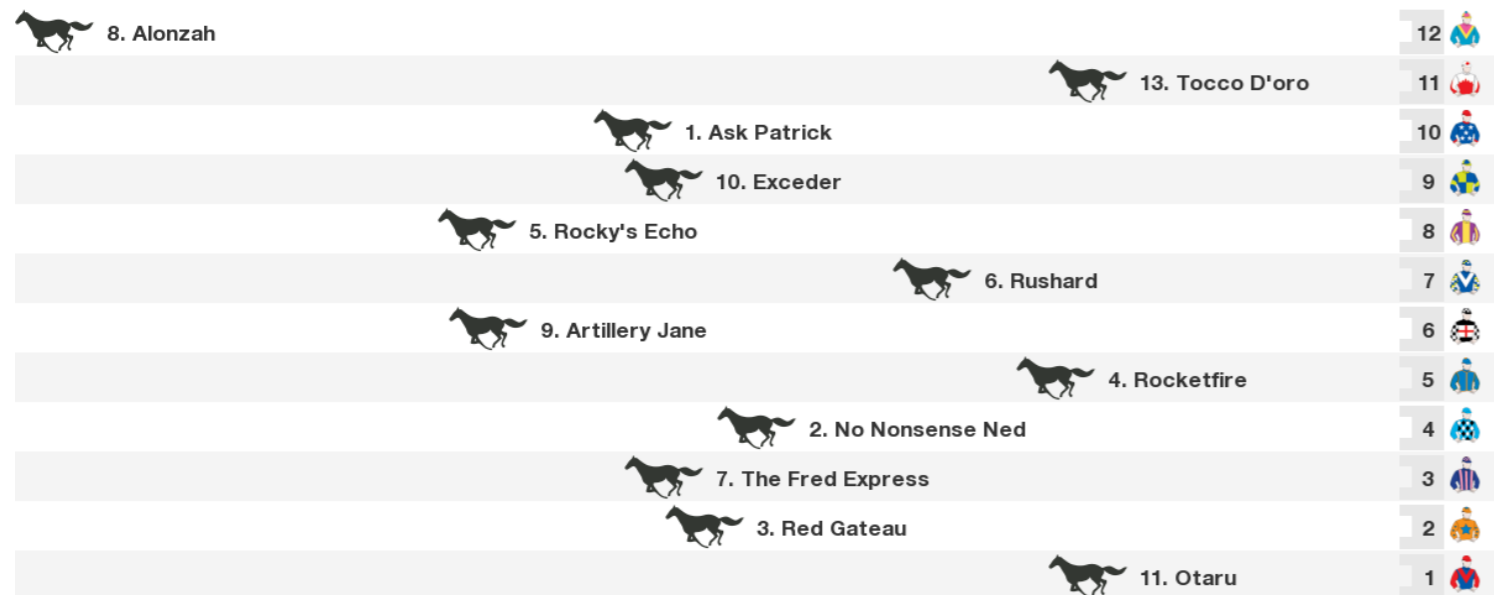 8. Alonzah 12
13. Tocco D'oro 11
1. Ask Patrick 10
10. Exceder 9
5. Rocky's Echo 8
6. Rushard 7
9. Artillery Jane 6
4. Rocketfire 5
2. No Nonsense Ned 4
7. The Fred Express 3
3. Red Gateau 2
11. Otaru 1